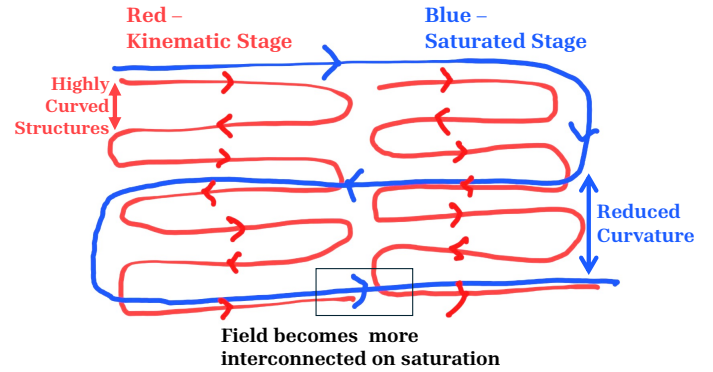 Red –
Kinematic Stage
Blue –
Saturated Stage
Highly
Curved
Structures
Reduced
Curvature
Field becomes more
interconnected on saturation